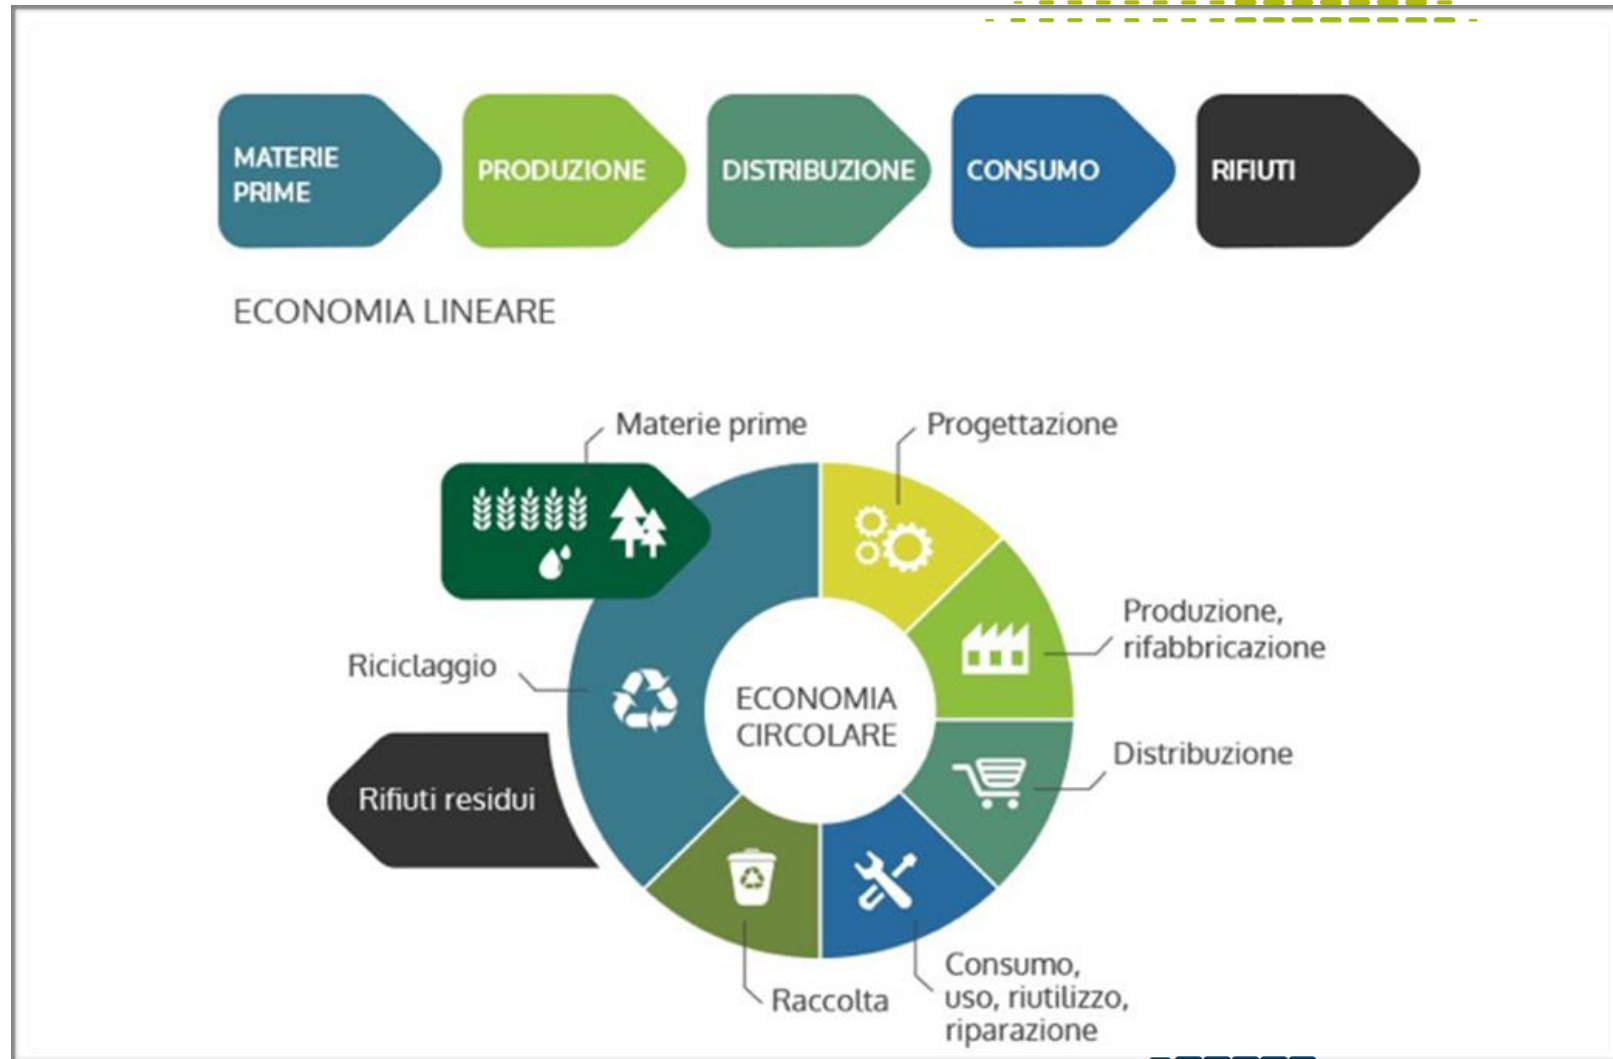 MATERIE
PRIME
PRODUZIONE
DISTRIBUZIONE
CONSUMO
RIFIUTI
ECONOMIA LINEARE
Materie prime
Progettazione
Produzione,
rifabbricazione
Riciclaggio
ECONOMIA
CIRCOLARE
Distribuzione
Rifiuti residui
Consumo,
uso, riutilizzo,
riparazione
Raccolta